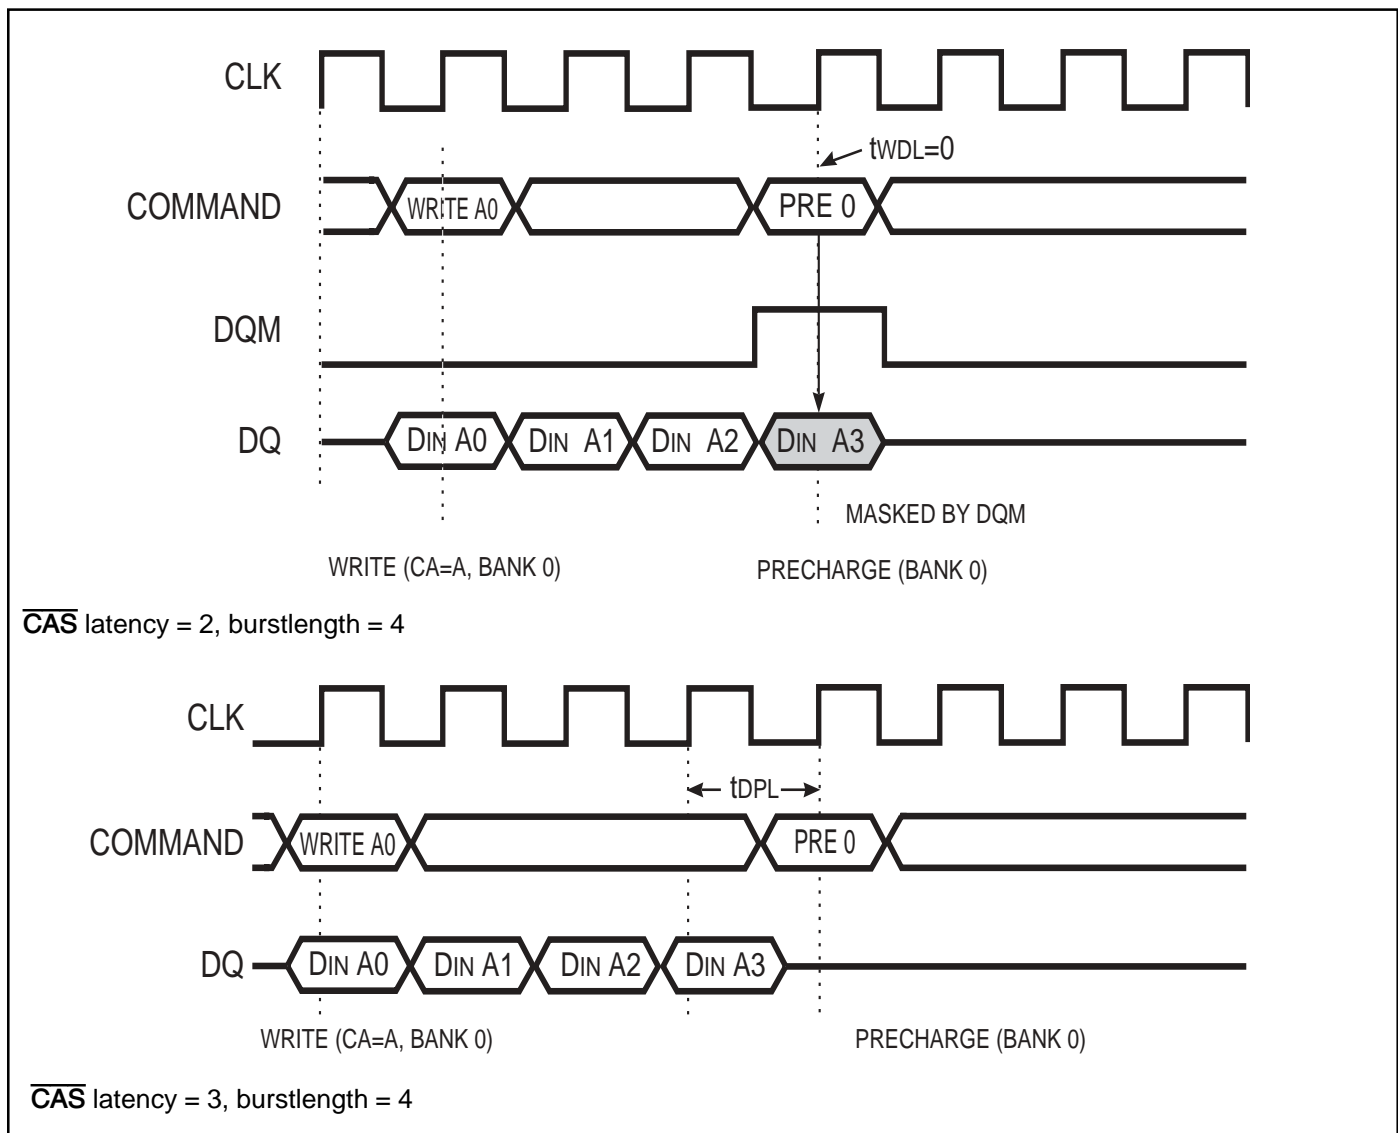 CLK
tWDL=0
COMMAND WRITE A0 PRE 0
DQM
DQ DIN A0 DIN A1 DIN A2 DIN A3
MASKED BY DQM
WRITE (CA=A, BANK 0) PRECHARGE (BANK 0)
CAS latency = 2, burstlength = 4
CLK
tDPL
COMMAND WRITE A0 PRE 0
DQ DIN A0 DIN A1 DIN A2 DIN A3
WRITE (CA=A, BANK 0) PRECHARGE (BANK 0)
CAS latency = 3, burstlength = 4